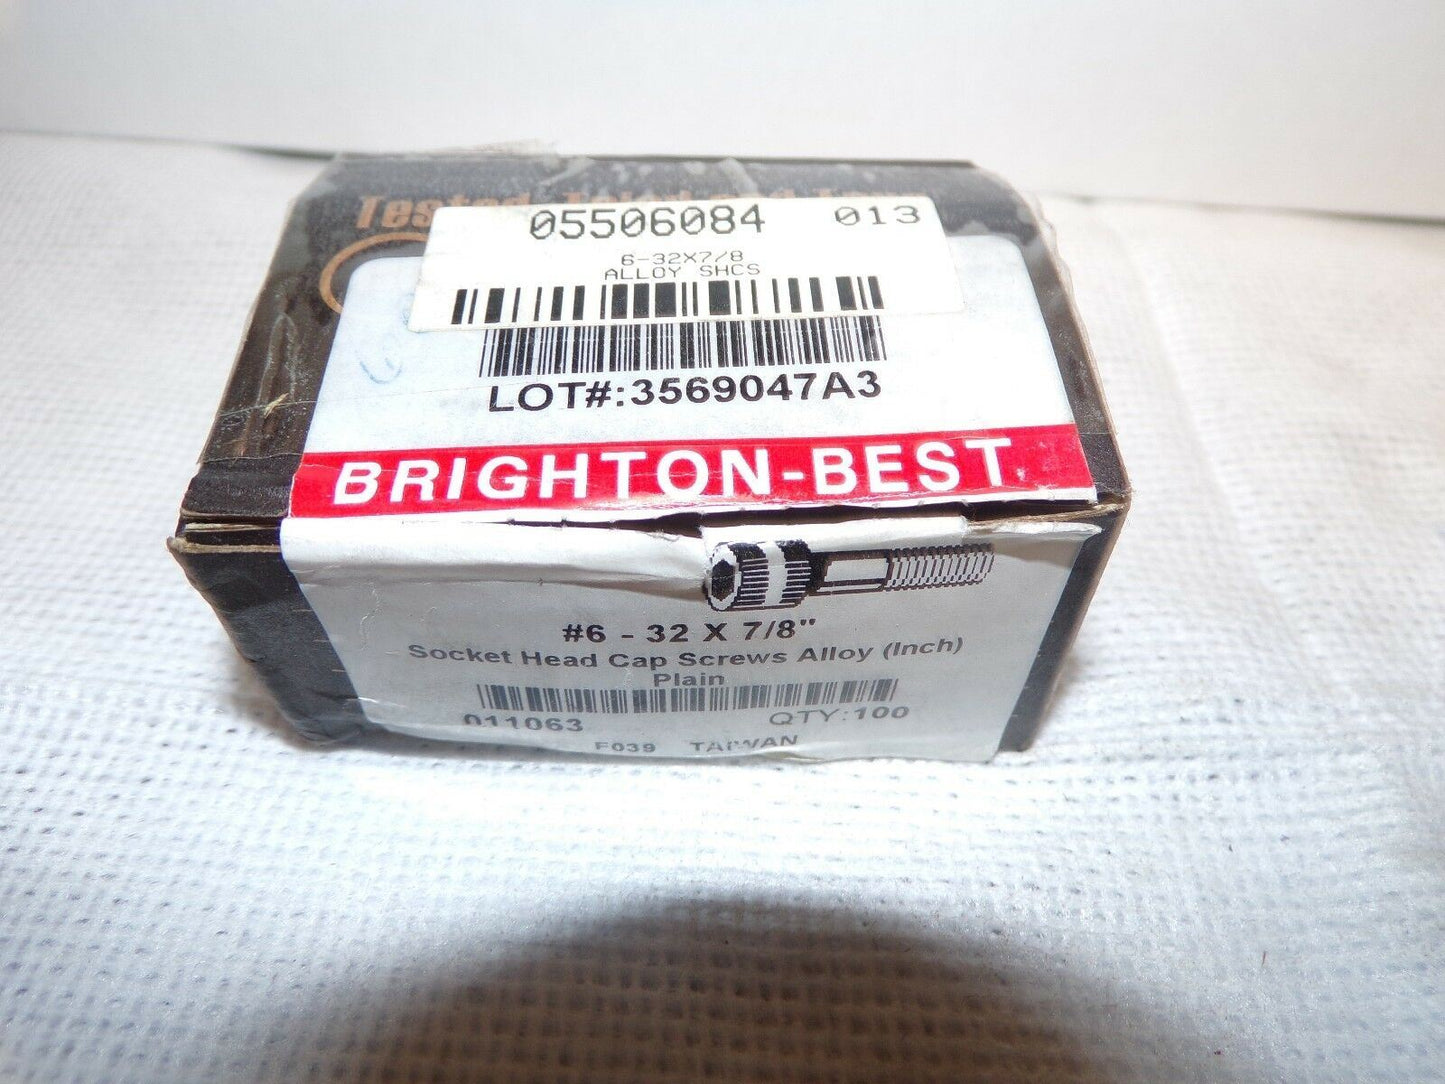 Tested,
05506084 013
6-32X7/8
ALLOY SHCS
LOT#:3569047A3
BRIGHTON-BEST
#6 - 32 X 7/8"
Socket Head Cap Screws Alloy (Inch)
Plain
011063 QTY:100
F039 TAIWAN